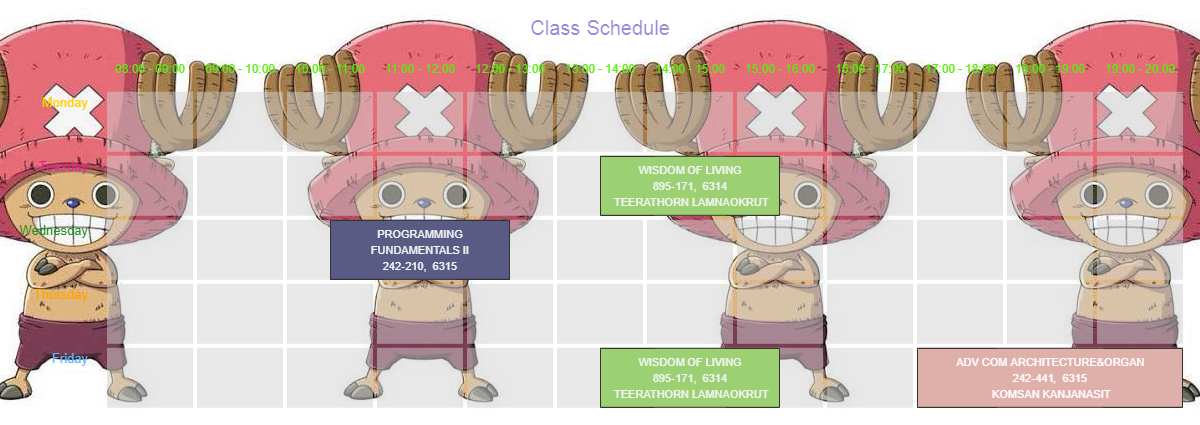 Class Schedule
08:00 - 09:00 09:00 - 10:00 10:00 - 11:00 11:00 - 12:00 12:00 - 13:00 13:00 - 14:00 14:00 - 15:00 15:00 - 16:00 16:00 - 17:00 17:00 - 18:00 18:00 - 19:00 19:00 - 20:00
Monday
Tuesday
WISDOM OF LIVING
895-171, 6314
TEERATHORN LAMNAOKRUT
Wednesday
PROGRAMMING
FUNDAMENTALS II
242-210, 6315
Thursday
Friday
WISDOM OF LIVING
895-171, 6314
TEERATHORN LAMNAOKRUT
ADV COM ARCHITECTURE&ORGAN
242-441, 6315
KOMSAN KANJANASIT